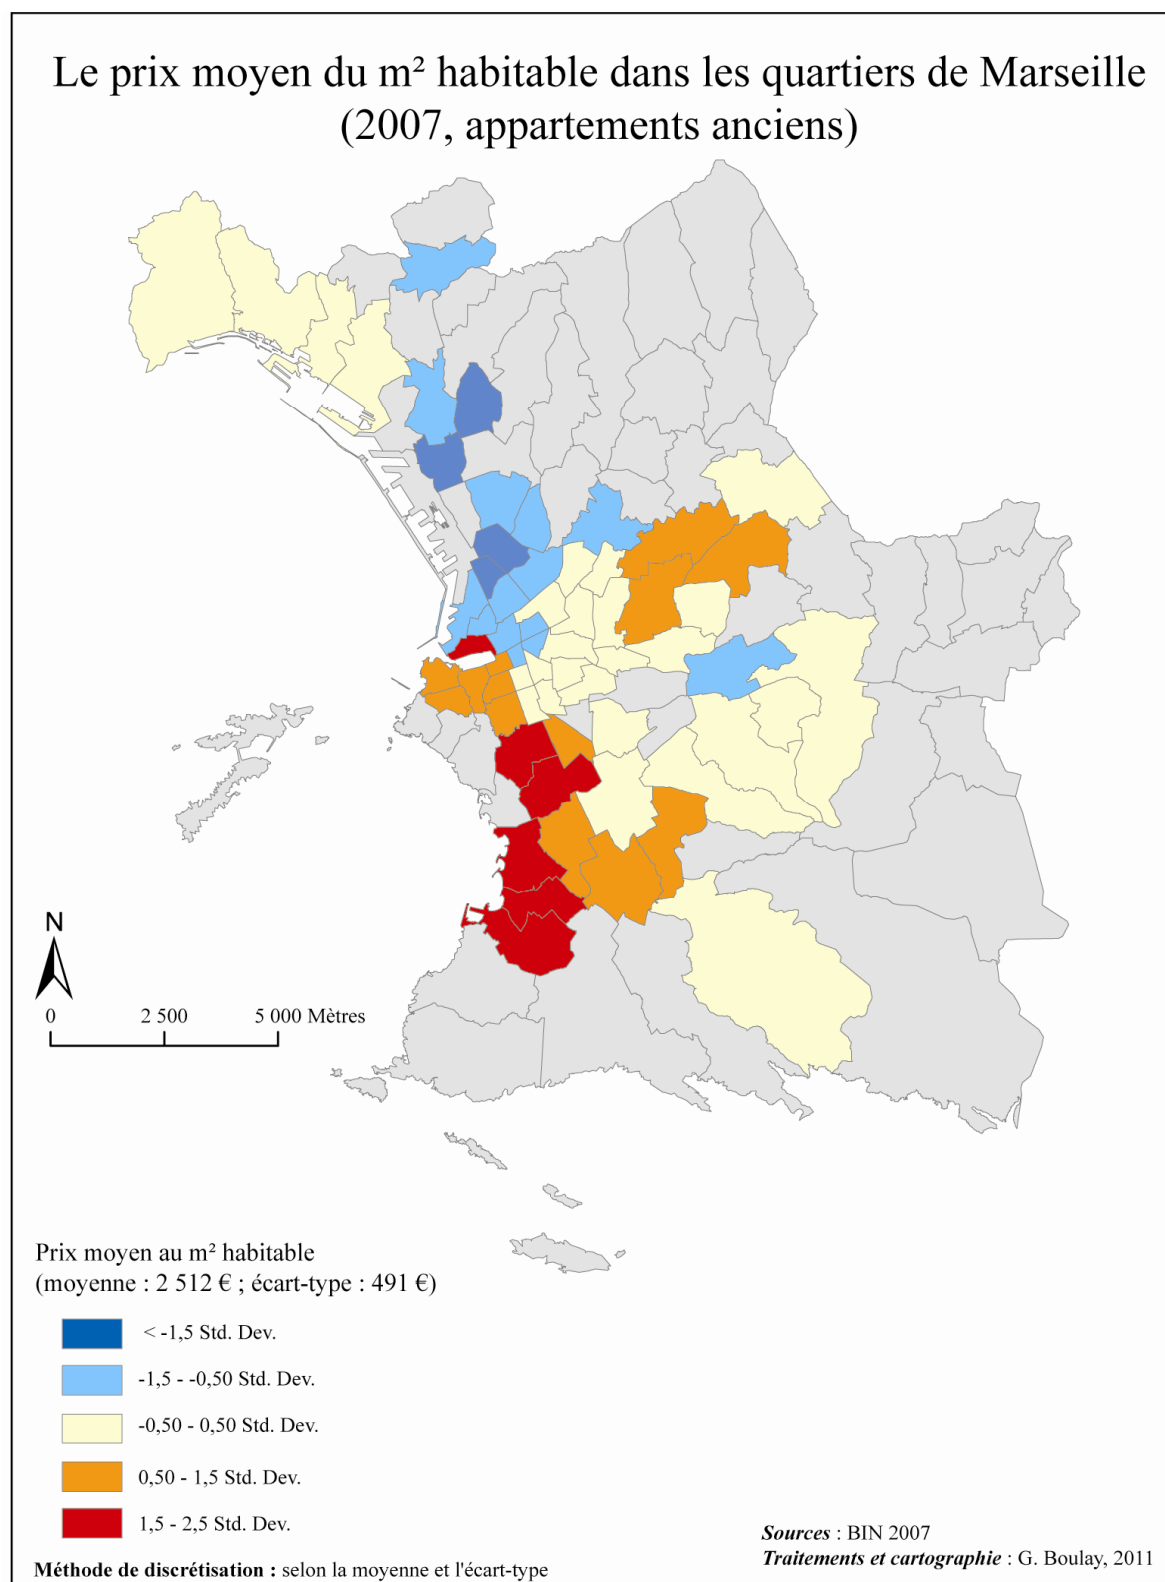 Le prix moyen du m² habitable dans les quartiers de Marseille
(2007, appartements anciens)
N
0 2 500 5 000 Mètres
Prix moyen au m² habitable
(moyenne : 2 512 € ; écart-type : 491 €)
< -1,5 Std. Dev.
-1,5 - -0,50 Std. Dev.
-0,50 - 0,50 Std. Dev.
0,50 - 1,5 Std. Dev.
1,5 - 2,5 Std. Dev.
Méthode de discrétisation : selon la moyenne et l'écart-type
Sources : BIN 2007
Traitements et cartographie : G. Boulay, 2011